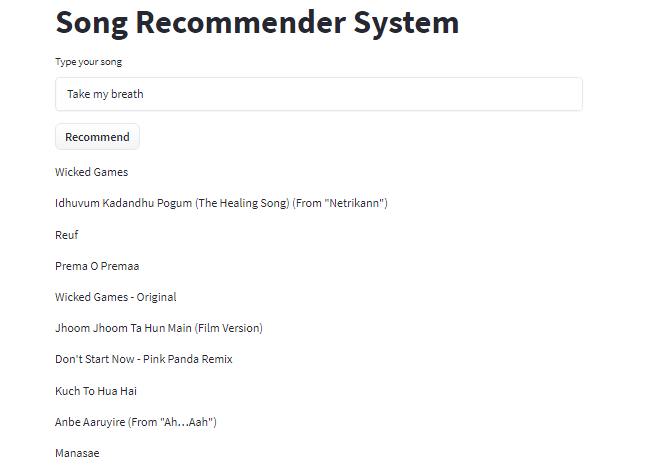 Song Recommender System
Type your song
Take my breath
Recommend
Wicked Games
Idhuvum Kadandhu Pogum (The Healing Song) (From "Netrikann")
Reuf
Prema O Premaa
Wicked Games - Original
Jhoom Jhoom Ta Hun Main (Film Version)
Don't Start Now - Pink Panda Remix
Kuch To Hua Hai
Anbe Aaruyire (From "Ah...Aah")
Manasae